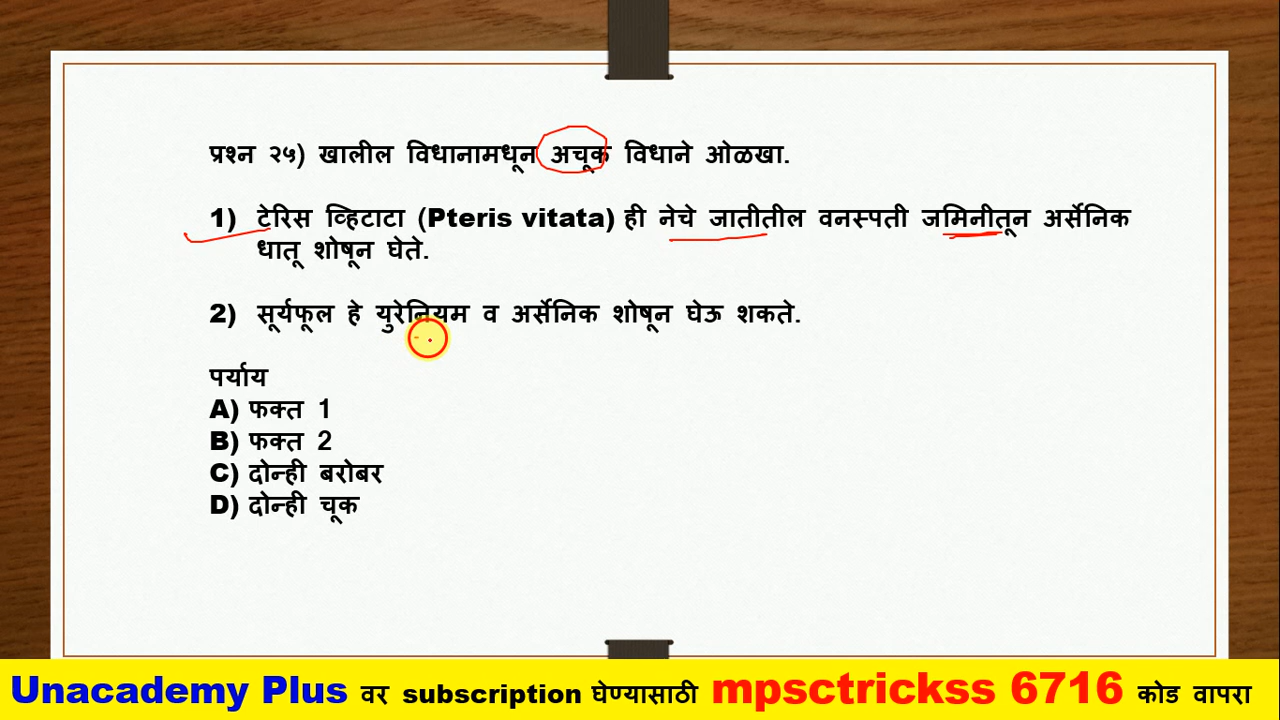 प्रश्न २५) खालील विधानामधून अचूक विधाने ओळखा.
1) टेरिस व्हिटाटा (Pteris vitata) ही नेचे जातीतील वनस्पती जमिनीतून अर्सेनिक
धातू शोषून घेते.
2) सूर्यफूल हे युरेनियम व अर्सेनिक शोषून घेऊ शकते.
पर्याय
A) फक्त 1
B) फक्त 2
C) दोन्ही बरोबर
D) दोन्ही चूक
Unacademy Plus वर subscription घेण्यासाठी mpsctrickss 6716 कोड वापरा